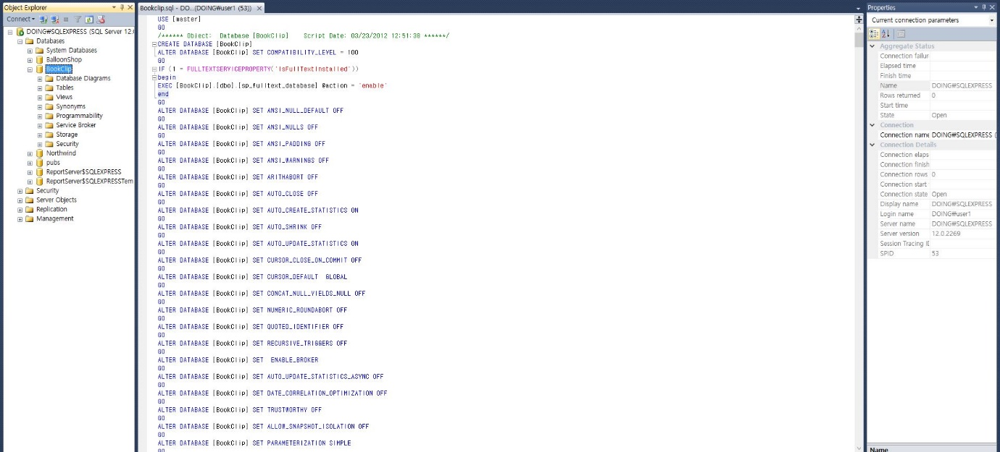 Object Explorer
Connect
DOING₩SQLEXPRESS (SQL Server 12.0
Databases
System Databases
BalloonShop
BookClip
Database Diagrams
Tables
Views
Synonyms
Programmability
Service Broker
Storage
Security
Northwind
pubs
ReportServer$SQLEXPRESS
ReportServer$SQLEXPRESSTem
Security
Server Objects
Replication
Management
Bookclip.sql - DO...(DOING₩user1 (53))
USE [master]
GO
/****** Object:  Database [BookClip]    Script Date: 03/23/2012 12:51:38 ******/
CREATE DATABASE [BookClip]
ALTER DATABASE [BookClip] SET COMPATIBILITY_LEVEL = 100
GO
IF (1 = FULLTEXTSERVICEPROPERTY('IsFullTextInstalled'))
begin
EXEC [BookClip].[dbo].[sp_fulltext_database] @action = 'enable'
end
GO
ALTER DATABASE [BookClip] SET ANSI_NULL_DEFAULT OFF
GO
ALTER DATABASE [BookClip] SET ANSI_NULLS OFF
GO
ALTER DATABASE [BookClip] SET ANSI_PADDING OFF
GO
ALTER DATABASE [BookClip] SET ANSI_WARNINGS OFF
GO
ALTER DATABASE [BookClip] SET ARITHABORT OFF
GO
ALTER DATABASE [BookClip] SET AUTO_CLOSE OFF
GO
ALTER DATABASE [BookClip] SET AUTO_CREATE_STATISTICS ON
GO
ALTER DATABASE [BookClip] SET AUTO_SHRINK OFF
GO
ALTER DATABASE [BookClip] SET AUTO_UPDATE_STATISTICS ON
GO
ALTER DATABASE [BookClip] SET CURSOR_CLOSE_ON_COMMIT OFF
GO
ALTER DATABASE [BookClip] SET CURSOR_DEFAULT  GLOBAL
GO
ALTER DATABASE [BookClip] SET CONCAT_NULL_YIELDS_NULL OFF
GO
ALTER DATABASE [BookClip] SET NUMERIC_ROUNDABORT OFF
GO
ALTER DATABASE [BookClip] SET QUOTED_IDENTIFIER OFF
GO
ALTER DATABASE [BookClip] SET RECURSIVE_TRIGGERS OFF
GO
ALTER DATABASE [BookClip] SET  ENABLE_BROKER
GO
ALTER DATABASE [BookClip] SET AUTO_UPDATE_STATISTICS_ASYNC OFF
GO
ALTER DATABASE [BookClip] SET DATE_CORRELATION_OPTIMIZATION OFF
GO
ALTER DATABASE [BookClip] SET TRUSTWORTHY OFF
GO
ALTER DATABASE [BookClip] SET ALLOW_SNAPSHOT_ISOLATION OFF
GO
ALTER DATABASE [BookClip] SET PARAMETERIZATION SIMPLE
GO
Properties
Current connection parameters
Aggregate Status
Connection failur
Elapsed time
Finish time
Name DOING₩SQLEXPRESS
Rows returned 0
Start time
State Open
Connection
Connection name DOING₩SQLEXPRESS (
Connection Details
Connection elaps
Connection finish
Connection rows 0
Connection start
Connection state Open
Display name DOING₩SQLEXPRESS
Login name DOING₩user1
Server name DOING₩SQLEXPRESS
Server version 12.0.2269
Session Tracing ID
SPID 53
Name